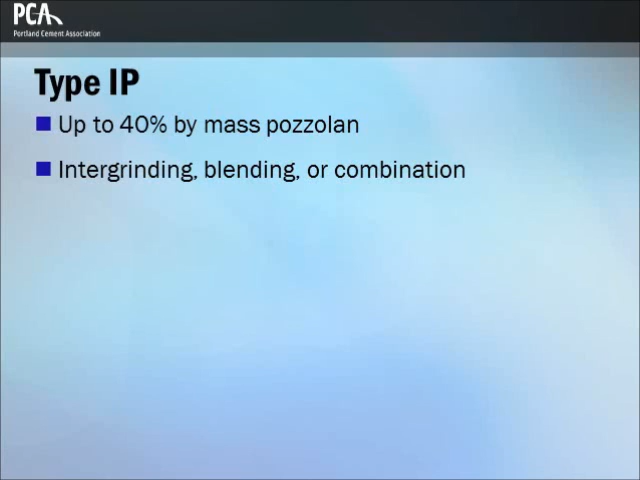 PCA
Portland Cement Association
Type IP
Up to 40% by mass pozzolan
Intergrinding, blending, or combination